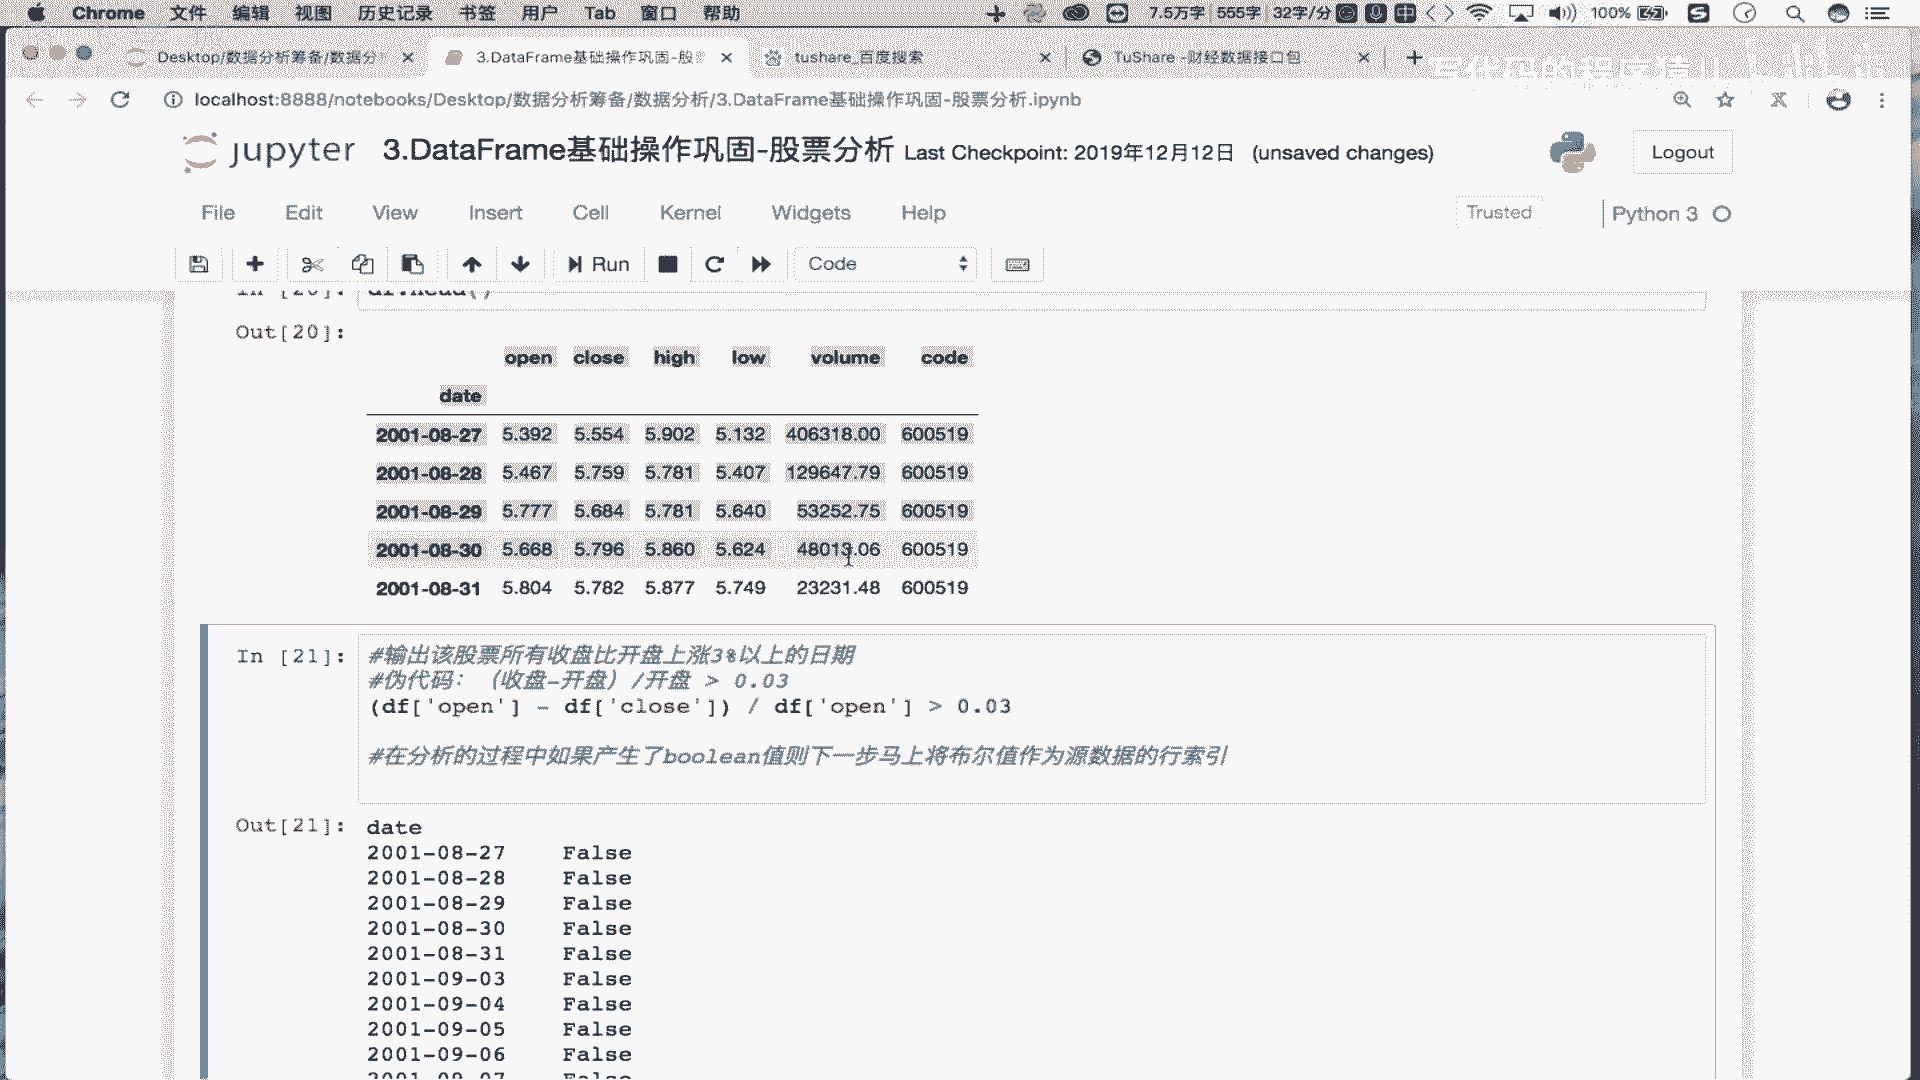 Chrome 文件 编辑 视图 历史记录 书签 用户 Tab 窗口 帮助 7.5万字 555字 32字/分 中 100%
Desktop/数据分析筹备/数据分 3.DataFrame基础操作巩固-股 tushare_百度搜索 TuShare -财经数据接口包
localhost:8888/notebooks/Desktop/数据分析筹备/数据分析/3.DataFrame基础操作巩固-股票分析.ipynb
jupyter 3.DataFrame基础操作巩固-股票分析 Last Checkpoint: 2019年12月12日 (unsaved changes) Logout
File Edit View Insert Cell Kernel Widgets Help Trusted Python 3
Run Code
In [20]: df.head()
Out[20]:
open close high low volume code
date
2001-08-27 5.392 5.554 5.902 5.132 406318.00 600519
2001-08-28 5.467 5.759 5.781 5.407 129647.79 600519
2001-08-29 5.777 5.684 5.781 5.640 53252.75 600519
2001-08-30 5.668 5.796 5.860 5.624 48013.06 600519
2001-08-31 5.804 5.782 5.877 5.749 23231.48 600519
In [21]: #输出该股票所有收盘比开盘上涨3%以上的日期
#伪代码：（收盘-开盘）/开盘 > 0.03
(df['open'] - df['close']) / df['open'] > 0.03
#在分析的过程中如果产生了boolean值则下一步马上将布尔值作为源数据的行索引
Out[21]: date
2001-08-27 False
2001-08-28 False
2001-08-29 False
2001-08-30 False
2001-08-31 False
2001-09-03 False
2001-09-04 False
2001-09-05 False
2001-09-06 False
2001-09-07 False